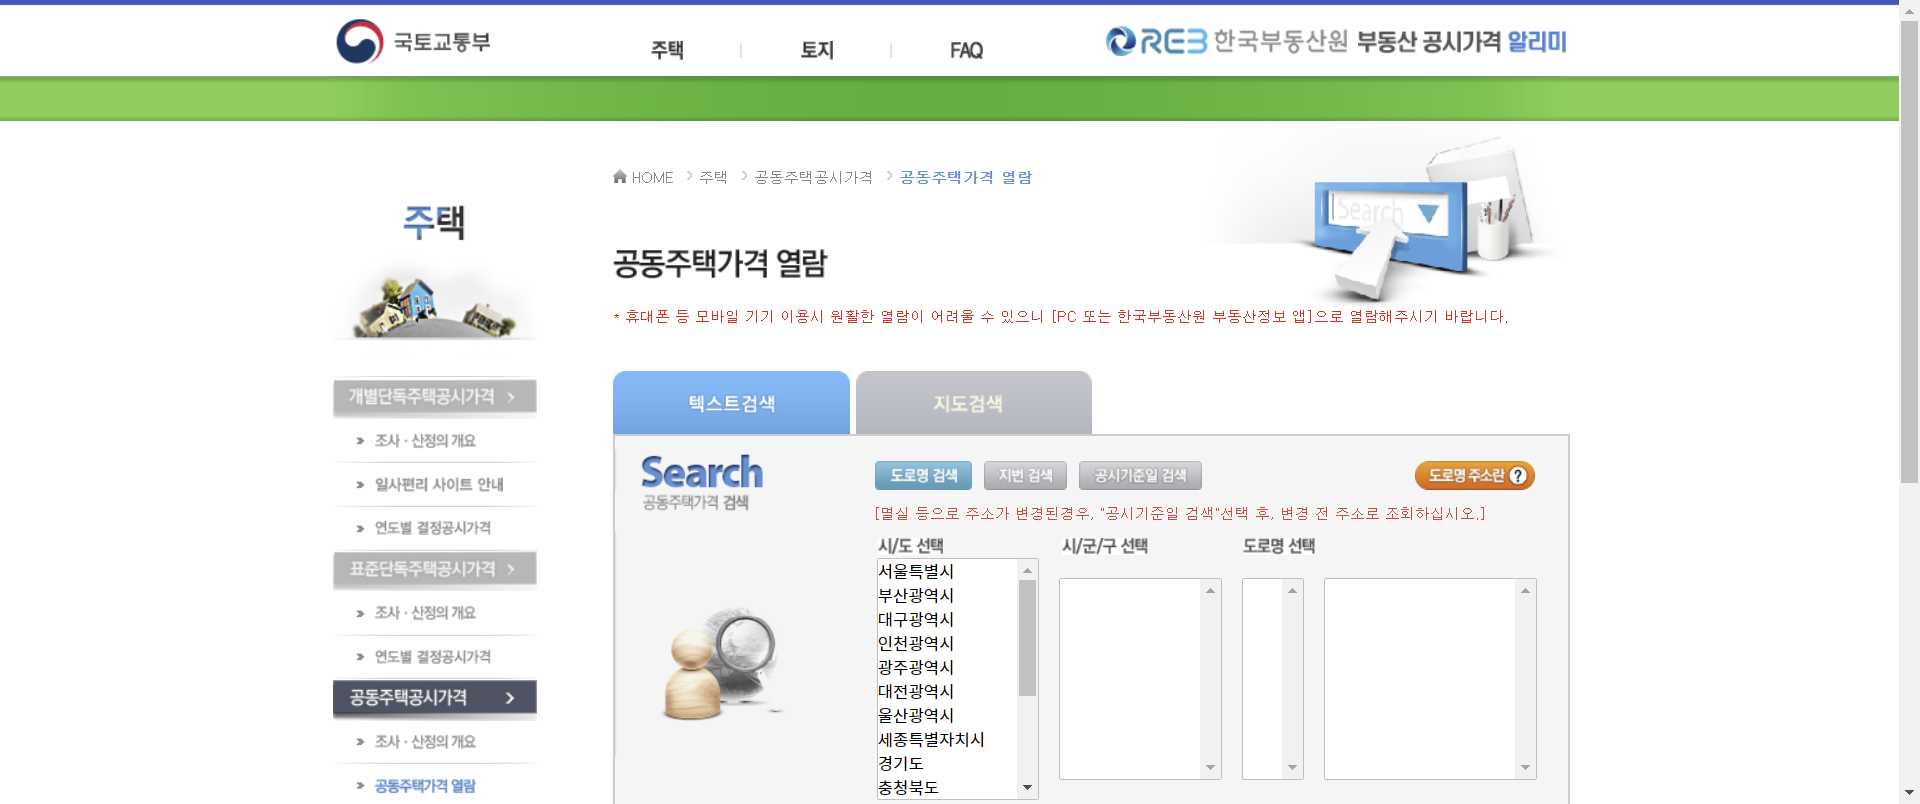 국토교통부
주택
토지
FAQ
REB 한국부동산원 부동산 공시가격 알리미
HOME > 주택 > 공동주택공시가격 > 공동주택가격 열람
Search
주택
공동주택가격 열람
* 휴대폰 등 모바일 기기 이용시 원활한 열람이 어려울 수 있으니 [PC 또는 한국부동산원 부동산정보 앱]으로 열람해주시기 바랍니다.
개별단독주택공시가격
조사 · 산정의 개요
일사편리 사이트 안내
연도별 결정공시가격
표준단독주택공시가격
조사 · 산정의 개요
연도별 결정공시가격
공동주택공시가격
조사 · 산정의 개요
공동주택가격 열람
텍스트검색
지도검색
Search
공동주택가격 검색
도로명 검색
지번 검색
공시기준일 검색
도로명 주소란 ?
[멸실 등으로 주소가 변경된경우, "공시기준일 검색"선택 후, 변경 전 주소로 조회하십시오.]
시/도 선택
시/군/구 선택
도로명 선택
서울특별시
부산광역시
대구광역시
인천광역시
광주광역시
대전광역시
울산광역시
세종특별자치시
경기도
충청북도